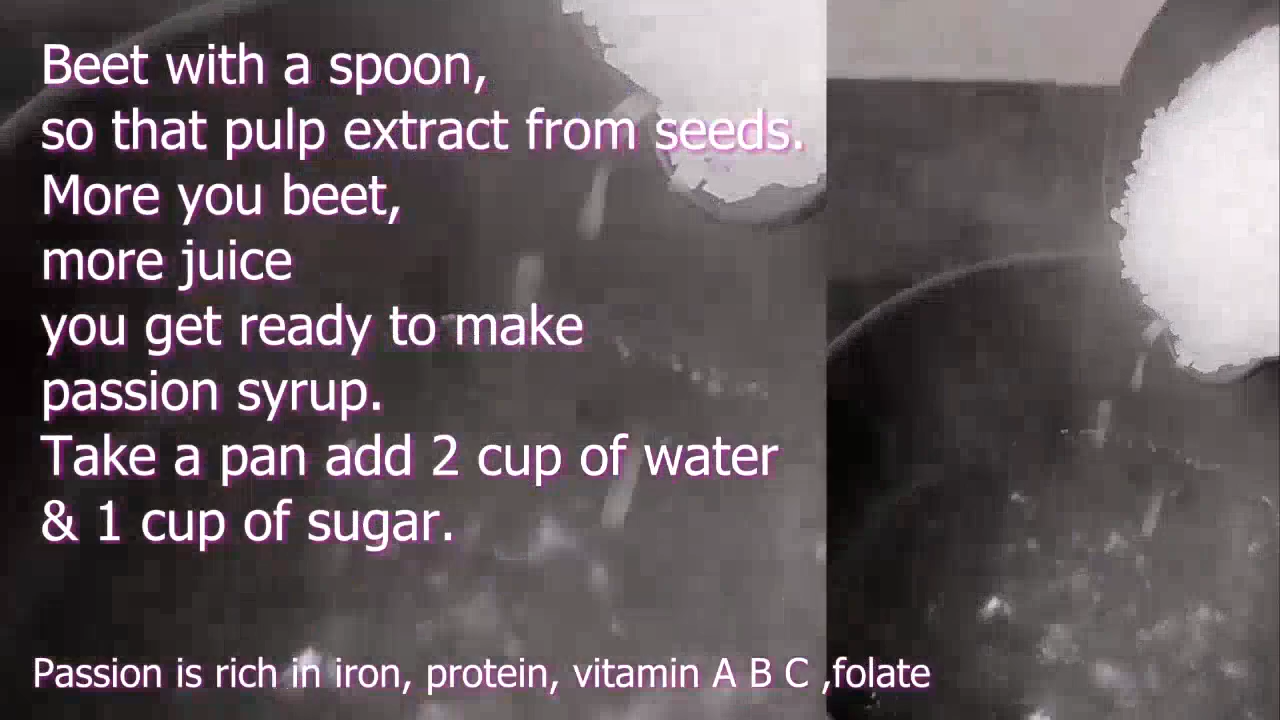 Beet with a spoon,
so that pulp extract from seeds.
More you beet,
more juice
you get ready to make
passion syrup.
Take a pan add 2 cup of water
& 1 cup of sugar.
Passion is rich in iron, protein, vitamin A B C ,folate